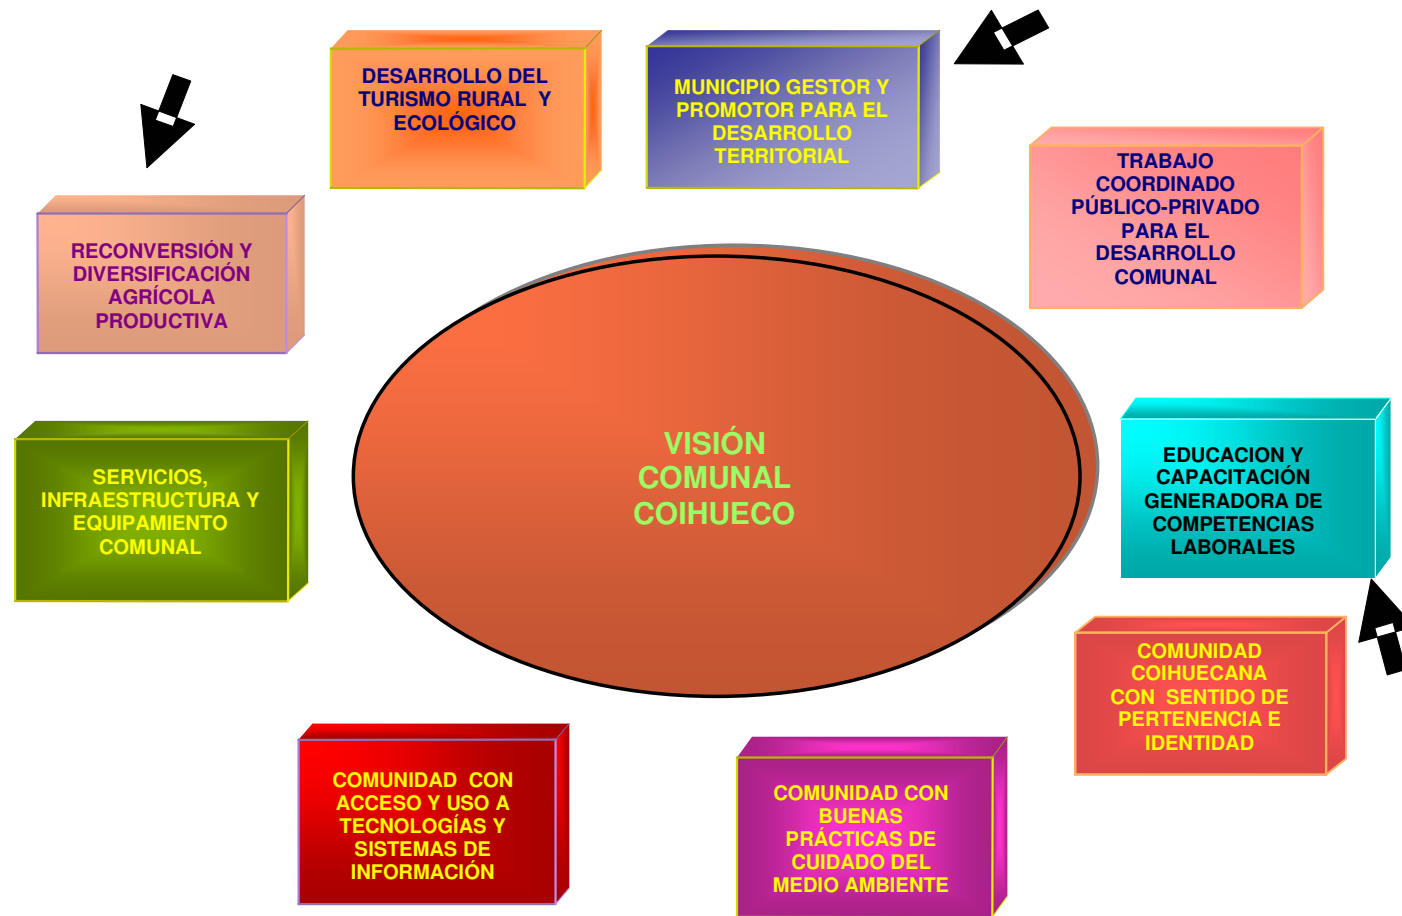 DESARROLLO DEL
TURISMO RURAL Y
ECOLÓGICO
MUNICIPIO GESTOR Y
PROMOTOR PARA EL
DESARROLLO
TERRITORIAL
TRABAJO
COORDINADO
PÚBLICO-PRIVADO
PARA EL
DESARROLLO
COMUNAL
RECONVERSIÓN Y
DIVERSIFICACIÓN
AGRÍCOLA
PRODUCTIVA
VISIÓN
COMUNAL
COIHUECO
SERVICIOS,
INFRAESTRUCTURA Y
EQUIPAMIENTO
COMUNAL
EDUCACION Y
CAPACITACIÓN
GENERADORA DE
COMPETENCIAS
LABORALES
COMUNIDAD
COIHUECANA
CON SENTIDO DE
PERTENENCIA E
IDENTIDAD
COMUNIDAD CON
ACCESO Y USO A
TECNOLOGÍAS Y
SISTEMAS DE
INFORMACIÓN
COMUNIDAD CON
BUENAS
PRÁCTICAS DE
CUIDADO DEL
MEDIO AMBIENTE